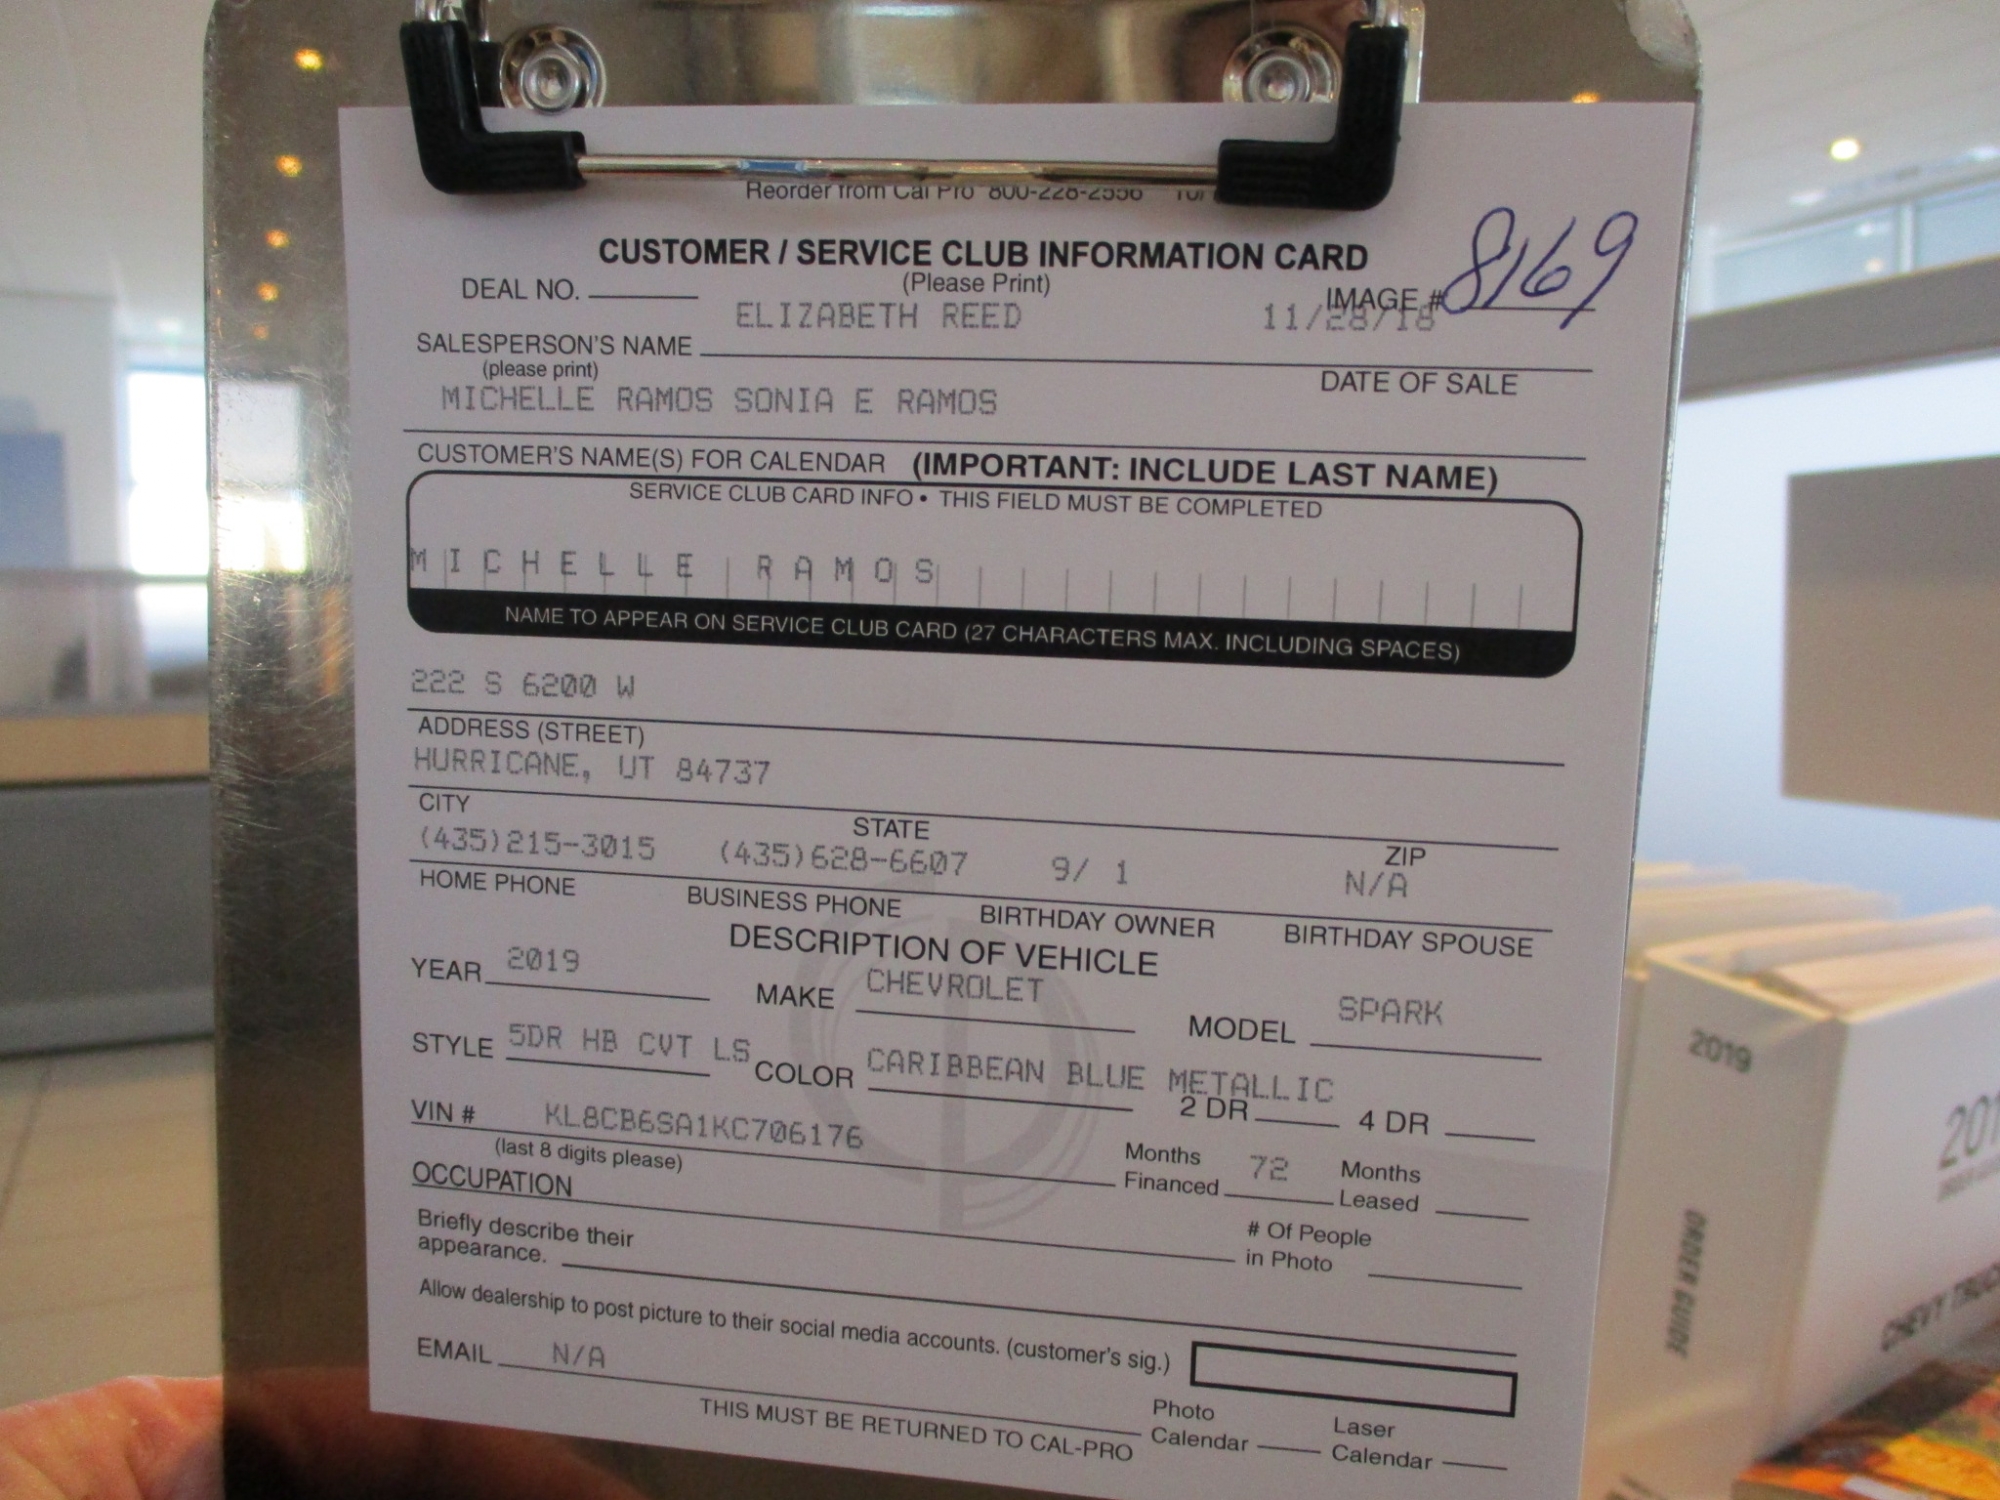 Reorder from Cal Pro 800-228-2556 10/
CUSTOMER / SERVICE CLUB INFORMATION CARD
(Please Print)
DEAL NO.
IMAGE # 8169
ELIZABETH REED 11/28/18
SALESPERSON'S NAME
(please print)
DATE OF SALE
MICHELLE RAMOS SONIA E RAMOS
CUSTOMER'S NAME(S) FOR CALENDAR (IMPORTANT: INCLUDE LAST NAME)
SERVICE CLUB CARD INFO • THIS FIELD MUST BE COMPLETED
MICHELLE RAMOS
NAME TO APPEAR ON SERVICE CLUB CARD (27 CHARACTERS MAX. INCLUDING SPACES)
222 S 6200 W
ADDRESS (STREET)
HURRICANE, UT 84737
CITY STATE ZIP
(435)215-3015 (435)628-6607 9/ 1 N/A
HOME PHONE BUSINESS PHONE BIRTHDAY OWNER BIRTHDAY SPOUSE
DESCRIPTION OF VEHICLE
YEAR 2019 MAKE CHEVROLET MODEL SPARK
STYLE 5DR HB CVT LS COLOR CARIBBEAN BLUE METALLIC
2 DR 4 DR
VIN # KL8CB6SA1KC706176
(last 8 digits please)
Months Financed 72 Months Leased
OCCUPATION
# Of People in Photo
Briefly describe their
appearance.
Allow dealership to post picture to their social media accounts. (customer's sig.)
EMAIL N/A
Photo Calendar Laser Calendar
THIS MUST BE RETURNED TO CAL-PRO
2019
ORDER GUIDE
201
CHEVY TRUC